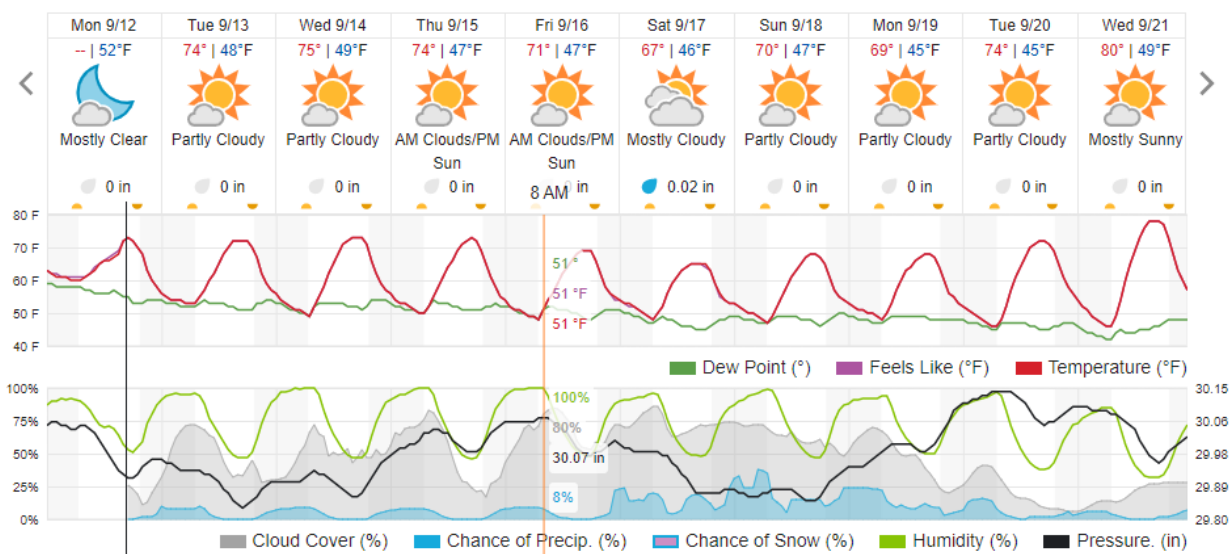 Mon 9/12 Tue 9/13 Wed 9/14 Thu 9/15 Fri 9/16 Sat 9/17 Sun 9/18 Mon 9/19 Tue 9/20 Wed 9/21
-- | 52°F 74° | 48°F 75° | 49°F 74° | 47°F 71° | 47°F 67° | 46°F 70° | 47°F 69° | 45°F 74° | 45°F 80° | 49°F
Mostly Clear Partly Cloudy Partly Cloudy AM Clouds/PM AM Clouds/PM Mostly Cloudy Partly Cloudy Partly Cloudy Partly Cloudy Mostly Sunny
Sun Sun
0 in 0 in 0 in 0 in in 0.02 in 0 in 0 in 0 in 0 in
8 AM
80 F
70 F
60 F
51 °
50 F
51 °F
51 °F
40 F
Dew Point (°) Feels Like (°F) Temperature (°F)
100% 30.15
100%
75% 30.06
80%
50% 30.07 in 29.98
25% 29.89
8%
0% 29.80
Cloud Cover (%) Chance of Precip. (%) Chance of Snow (%) Humidity (%) Pressure. (in)